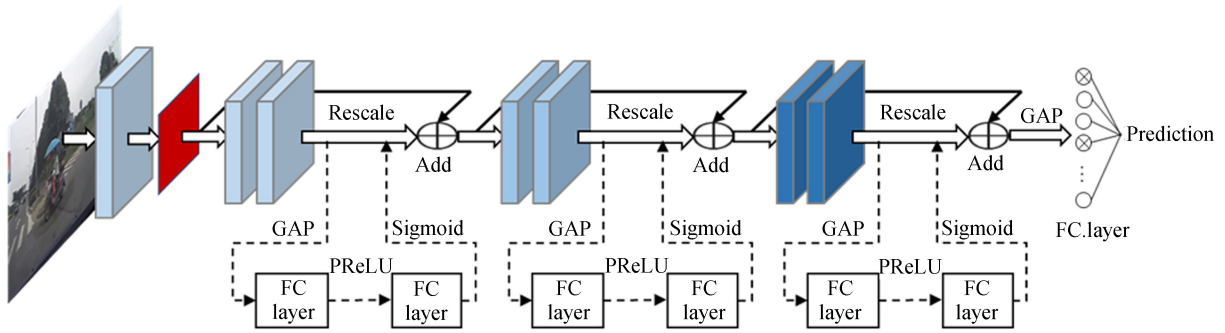 Rescale
Add
GAP
Sigmoid
PReLU
FC
layer
FC
layer
Rescale
Add
GAP
Sigmoid
PReLU
FC
layer
FC
layer
Rescale
Add
GAP
Sigmoid
PReLU
FC
layer
FC
layer
GAP
Prediction
...
FC.layer